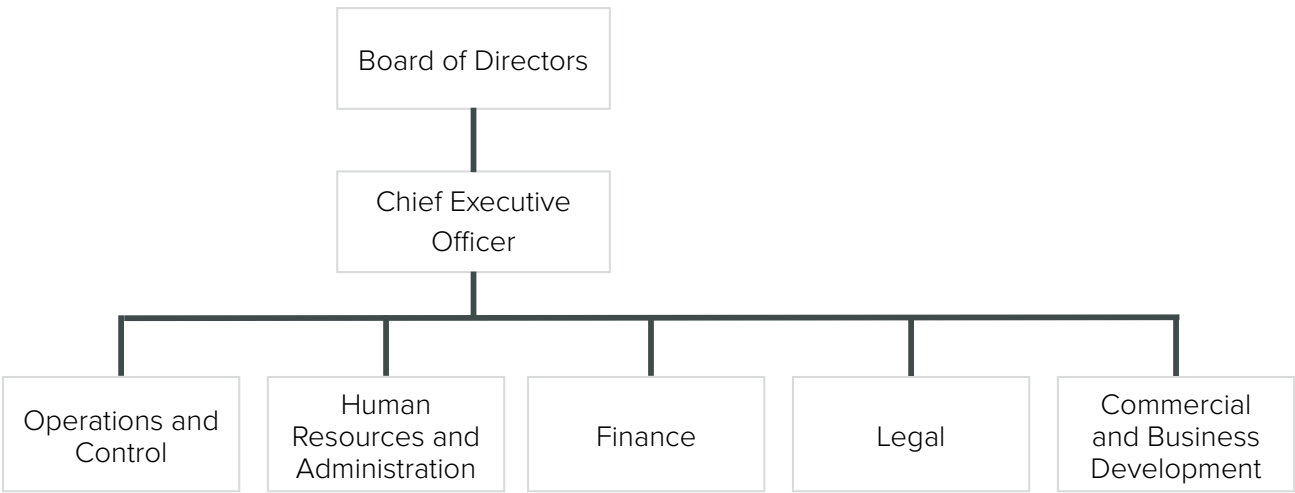 Board of Directors
Chief Executive
Officer
Operations and
Control
Human
Resources and
Administration
Finance
Legal
Commercial
and Business
Development